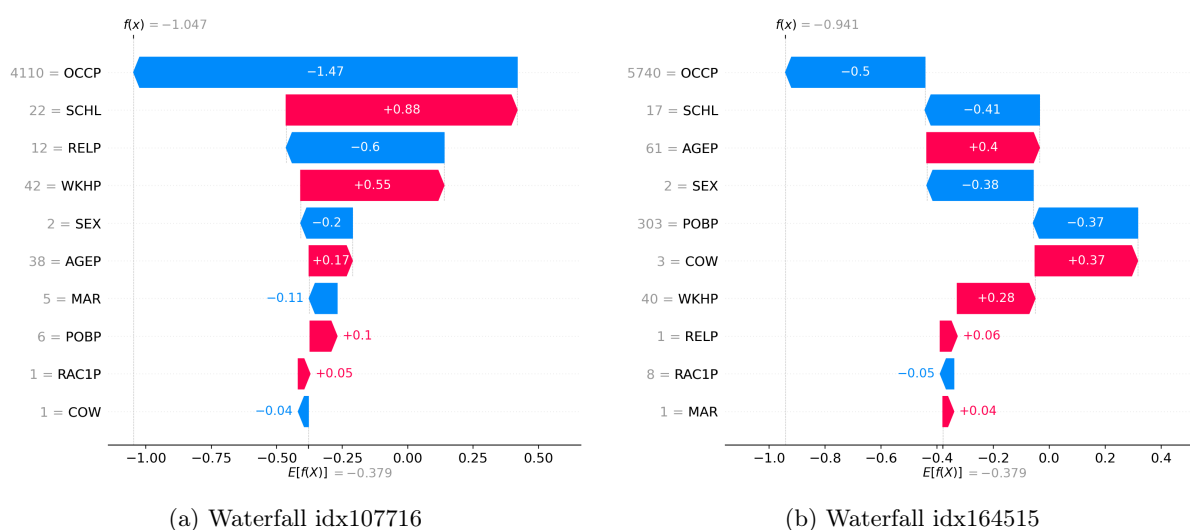 f(x) = −1.047
4110 = OCCP
−1.47
22 = SCHL
+0.88
12 = RELP
−0.6
42 = WKHP
+0.55
2 = SEX
−0.2
38 = AGEP
+0.17
5 = MAR
−0.11
6 = POBP
+0.1
1 = RAC1P
+0.05
1 = COW
−0.04
−1.00 −0.75 −0.50 −0.25 0.00 0.25 0.50
E[f(X)] = −0.379
(a) Waterfall idx107716
f(x) = −0.941
5740 = OCCP
−0.5
17 = SCHL
−0.41
61 = AGEP
+0.4
2 = SEX
−0.38
303 = POBP
−0.37
3 = COW
+0.37
40 = WKHP
+0.28
1 = RELP
+0.06
8 = RAC1P
−0.05
1 = MAR
+0.04
−1.0 −0.8 −0.6 −0.4 −0.2 0.0 0.2 0.4
E[f(X)] = −0.379
(b) Waterfall idx164515